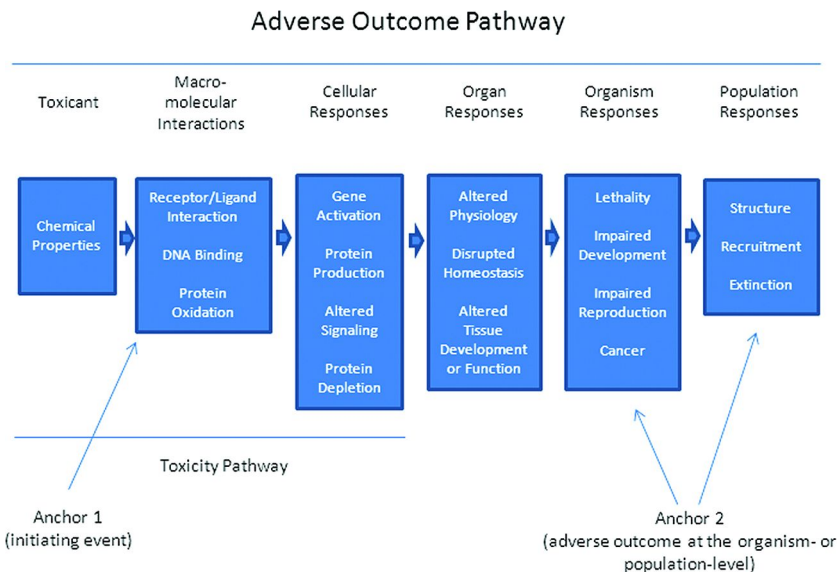 Adverse Outcome Pathway
Toxicant
Macro-
molecular
Interactions
Cellular
Responses
Organ
Responses
Organism
Responses
Population
Responses
Chemical
Properties
Receptor/Ligand
Interaction
DNA Binding
Protein
Oxidation
Gene
Activation
Protein
Production
Altered
Signaling
Protein
Depletion
Altered
Physiology
Disrupted
Homeostasis
Altered
Tissue
Development
or Function
Lethality
Impaired
Development
Impaired
Reproduction
Cancer
Structure
Recruitment
Extinction
Toxicity Pathway
Anchor 1
(initiating event)
Anchor 2
(adverse outcome at the organism- or
population-level)